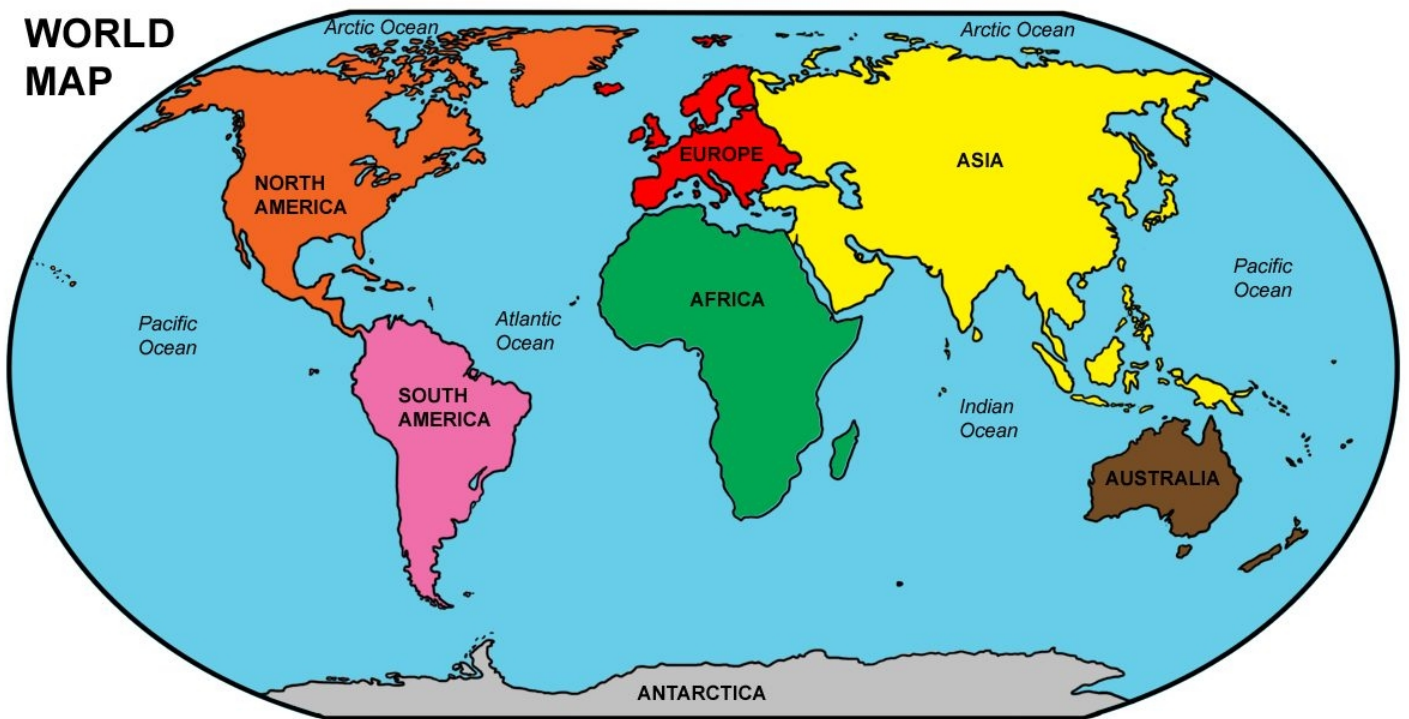 WORLD
MAP
Arctic Ocean
Arctic Ocean
EUROPE
ASIA
NORTH
AMERICA
Pacific
Ocean
AFRICA
Pacific
Ocean
Atlantic
Ocean
SOUTH
AMERICA
Indian
Ocean
AUSTRALIA
ANTARCTICA